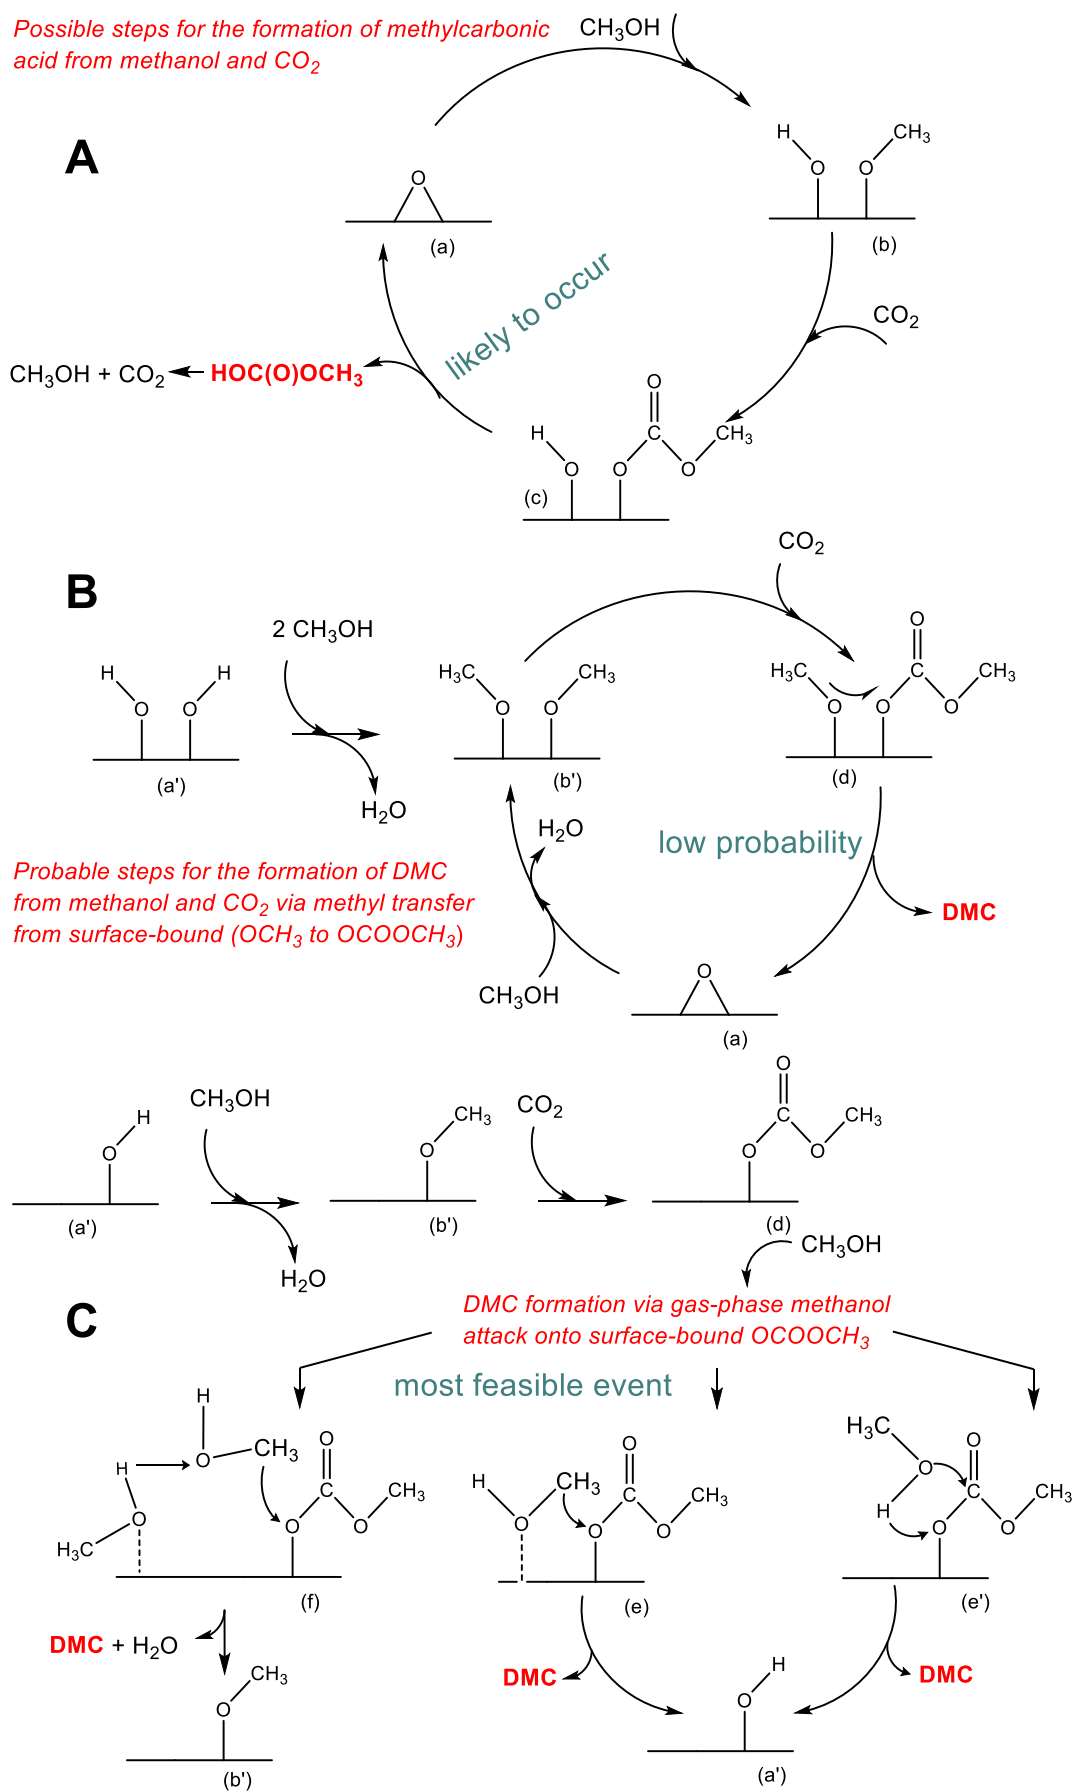 Possible steps for the formation of methylcarbonic
acid from methanol and CO2
CH3OH
A
H
CH3
O
O
O
(a)
(b)
likely to occur
CO2
CH3OH + CO2
HOC(O)OCH3
O
H
C
CH3
O
O
O
(c)
CO2
B
2 CH3OH
O
H
H
H3C
CH3
H3C
C
CH3
O
O
O
O
O
O
O
(a')
(b')
(d)
H2O
H2O
low probability
Probable steps for the formation of DMC
from methanol and CO2 via methyl transfer
from surface-bound (OCH3 to OCOOCH3)
DMC
CH3OH
O
(a)
O
CH3OH
CO2
H
CH3
C
CH3
O
O
O
O
(a')
(b')
(d)
CH3OH
H2O
C
DMC formation via gas-phase methanol
attack onto surface-bound OCOOCH3
most feasible event
H
O
CH3
O
H
C
CH3
O
H3C
O
O
(f)
O
H
CH3
C
CH3
O
O
O
(e)
H3C
O
O
C
CH3
H
O
O
(e')
DMC + H2O
CH3
O
(b')
DMC
DMC
H
O
(a')